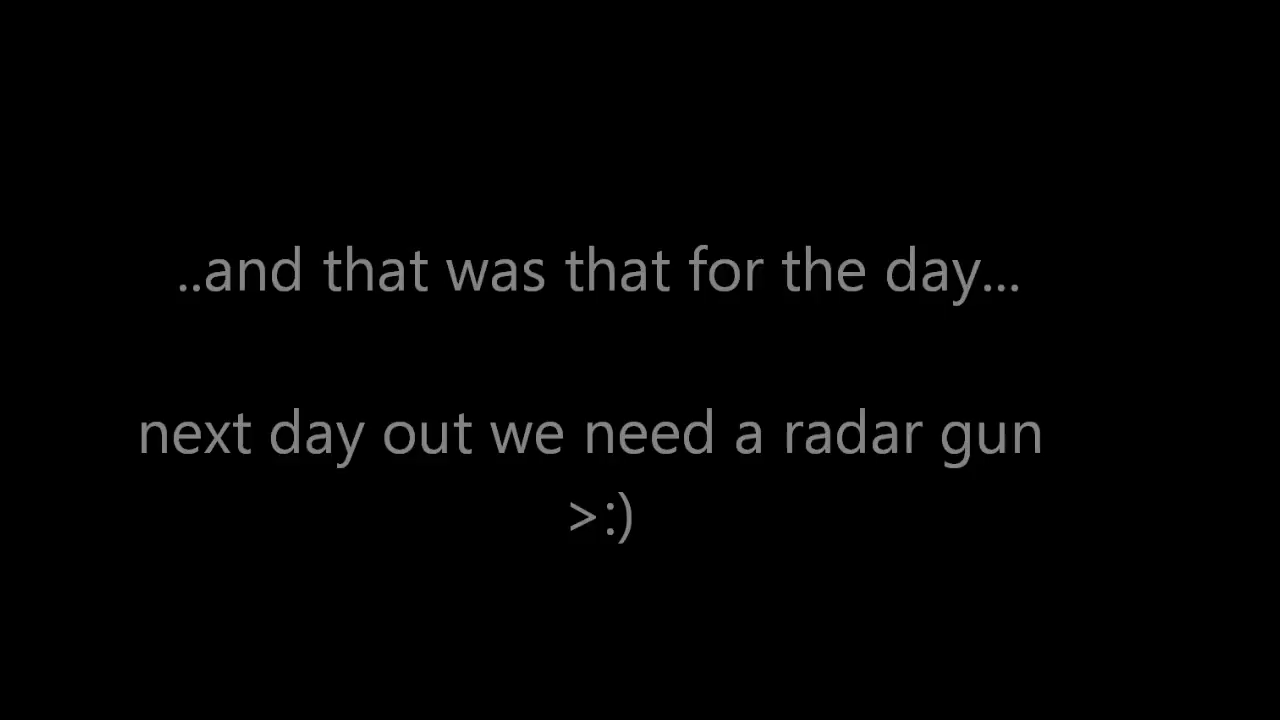 ..and that was that for the day...
next day out we need a radar gun
>:)